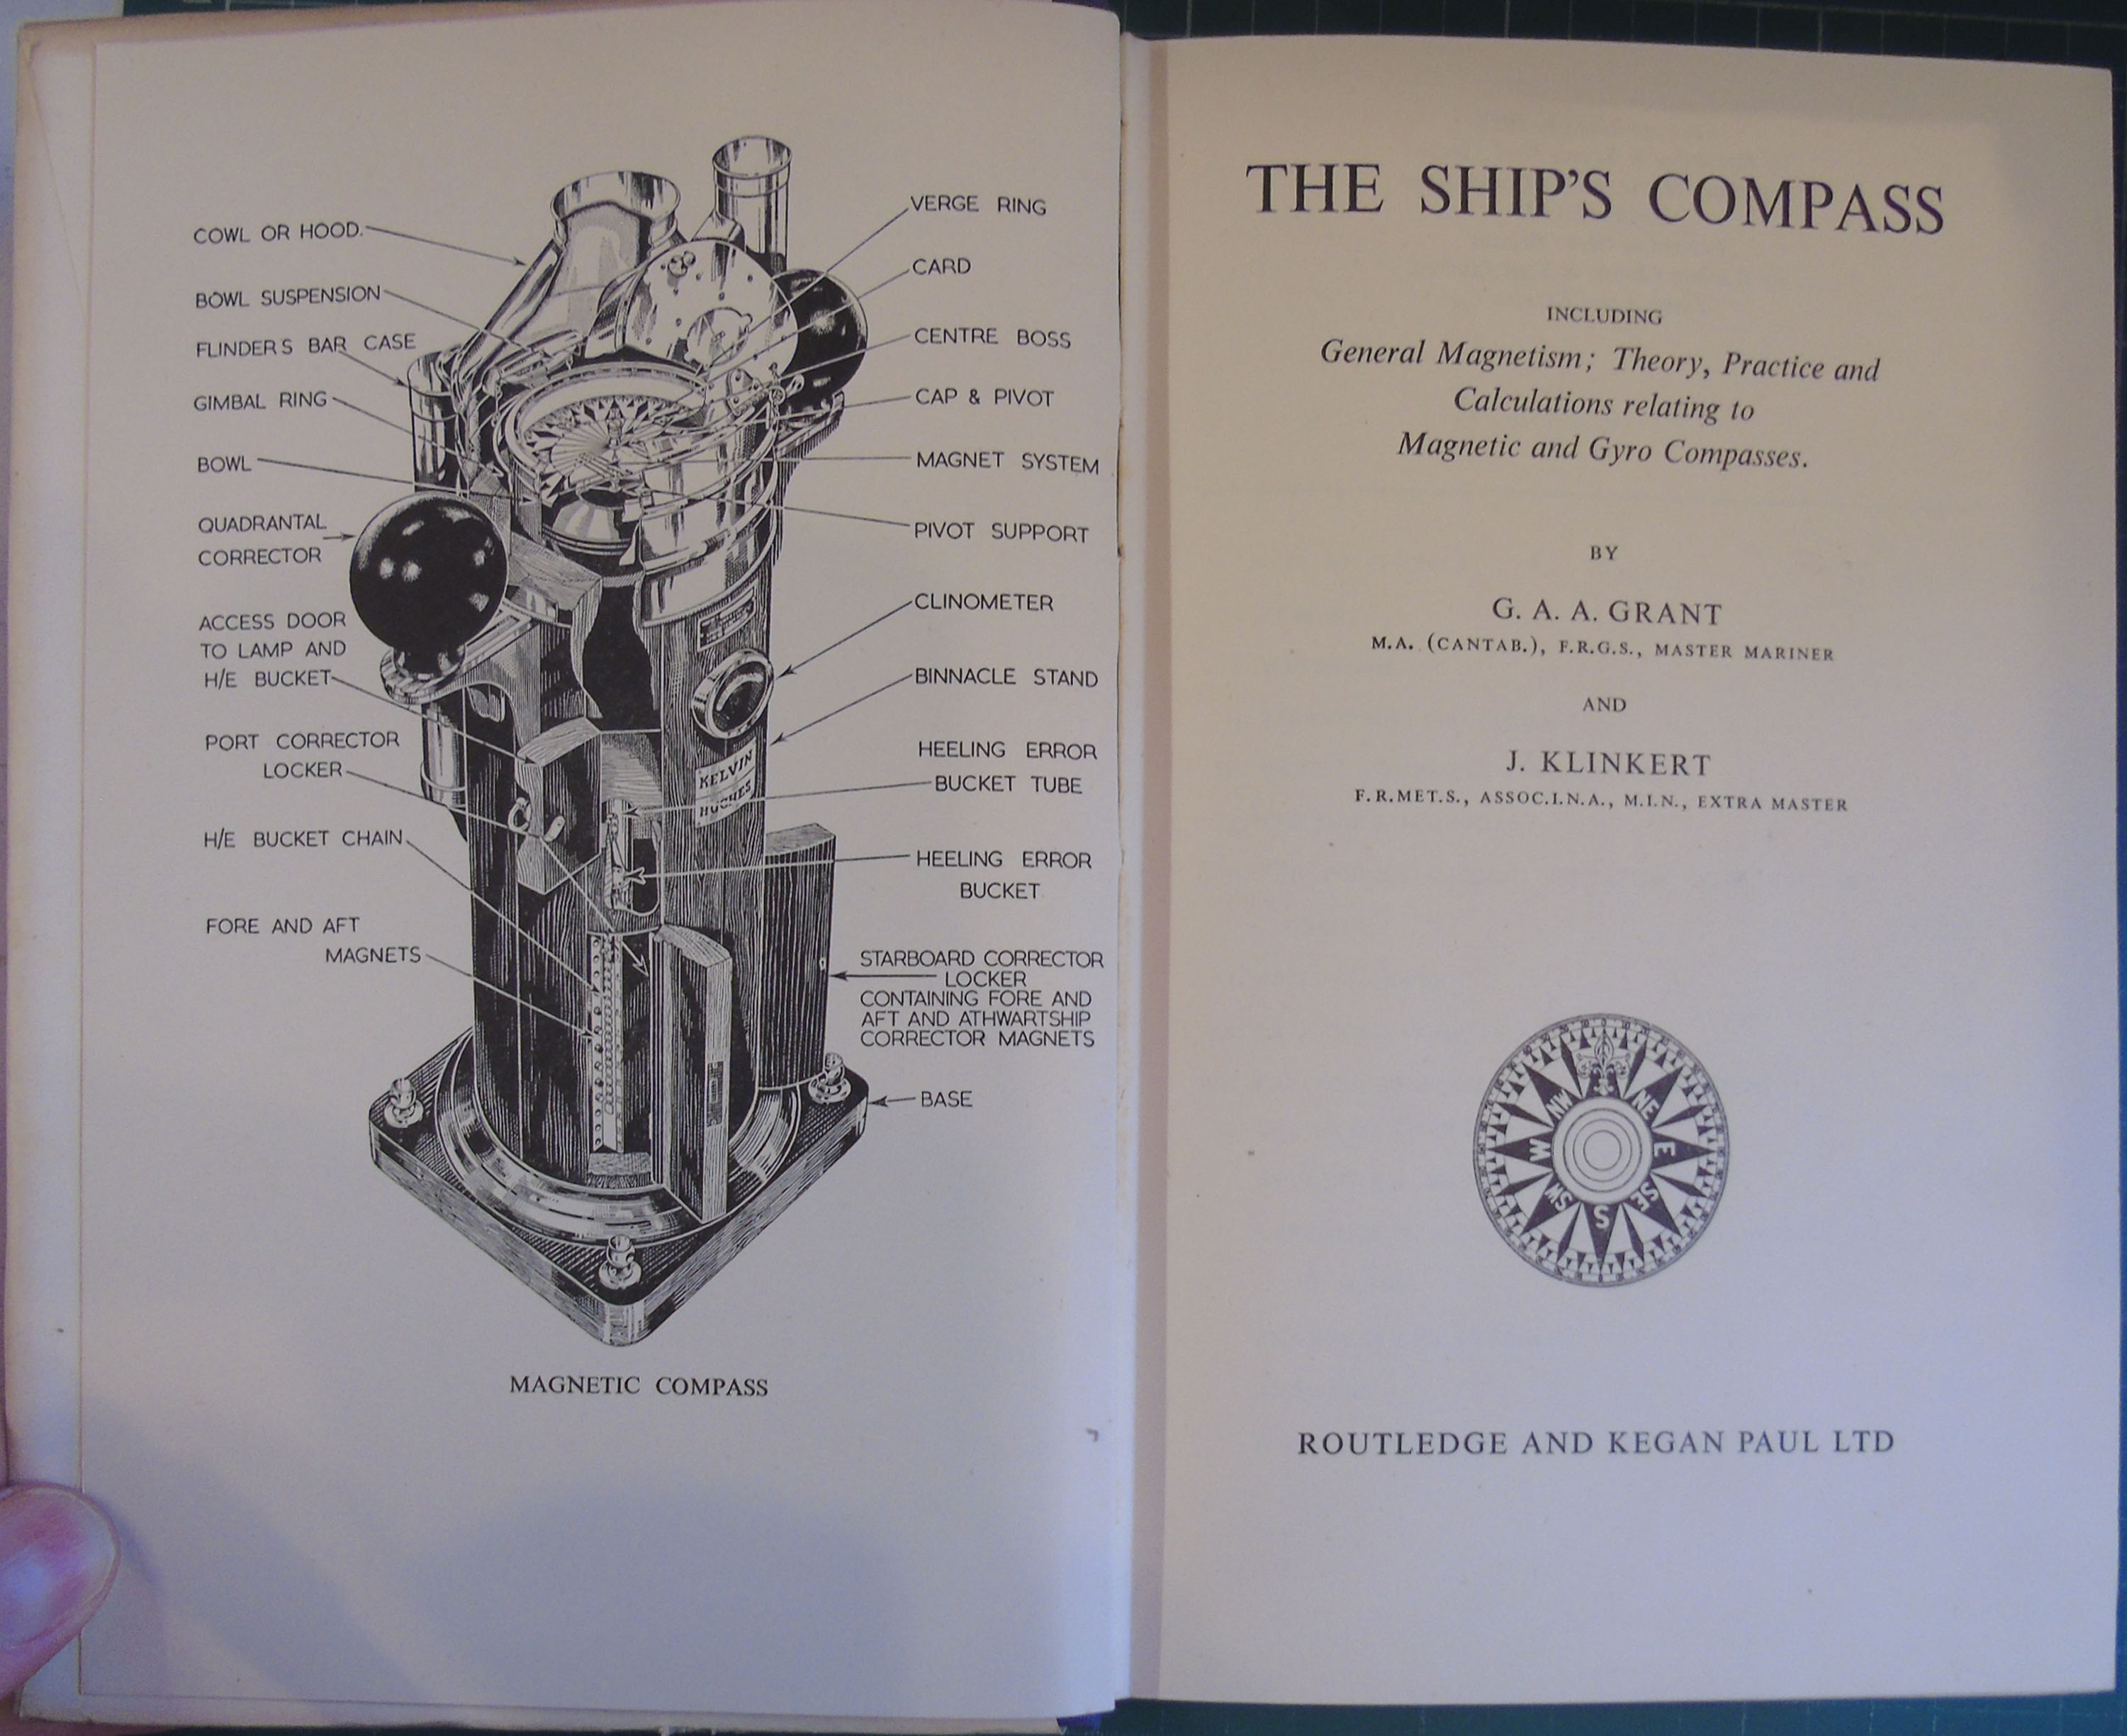 COWL OR HOOD.
BOWL SUSPENSION
FLINDERS BAR CASE
GIMBAL RING
BOWL
QUADRANTAL
CORRECTOR
ACCESS DOOR
TO LAMP AND
H/E BUCKET
PORT CORRECTOR
LOCKER
H/E BUCKET CHAIN
FORE AND AFT
MAGNETS
VERGE RING
CARD
CENTRE BOSS
CAP & PIVOT
MAGNET SYSTEM
PIVOT SUPPORT
CLINOMETER
BINNACLE STAND
HEELING ERROR
BUCKET TUBE
HEELING ERROR
BUCKET
STARBOARD CORRECTOR
LOCKER
CONTAINING FORE AND
AFT AND ATHWARTSHIP
CORRECTOR MAGNETS
BASE
KELVIN
HUGHES
MAGNETIC COMPASS
THE SHIP'S COMPASS
INCLUDING
General Magnetism; Theory, Practice and
Calculations relating to
Magnetic and Gyro Compasses.
BY
G. A. A. GRANT
M.A. (CANTAB.), F.R.G.S., MASTER MARINER
AND
J. KLINKERT
F.R.MET.S., ASSOC.I.N.A., M.I.N., EXTRA MASTER
NW NE
W E
SW S SE
ROUTLEDGE AND KEGAN PAUL LTD